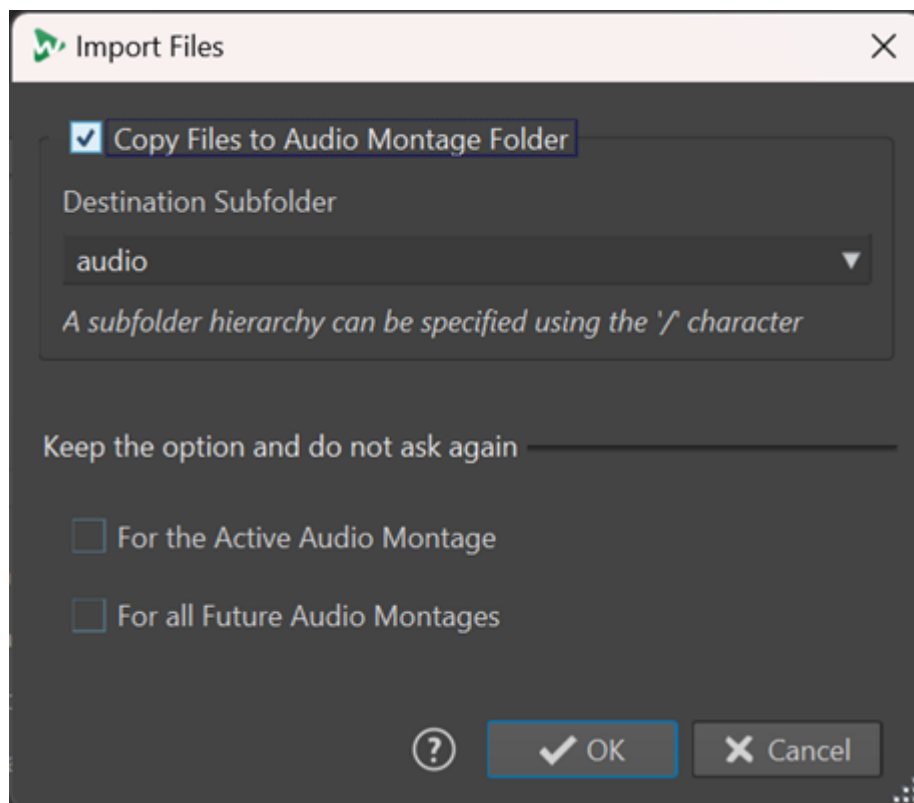 Import Files
Copy Files to Audio Montage Folder
Destination Subfolder
audio
A subfolder hierarchy can be specified using the '/' character
Keep the option and do not ask again
For the Active Audio Montage
For all Future Audio Montages
? OK Cancel